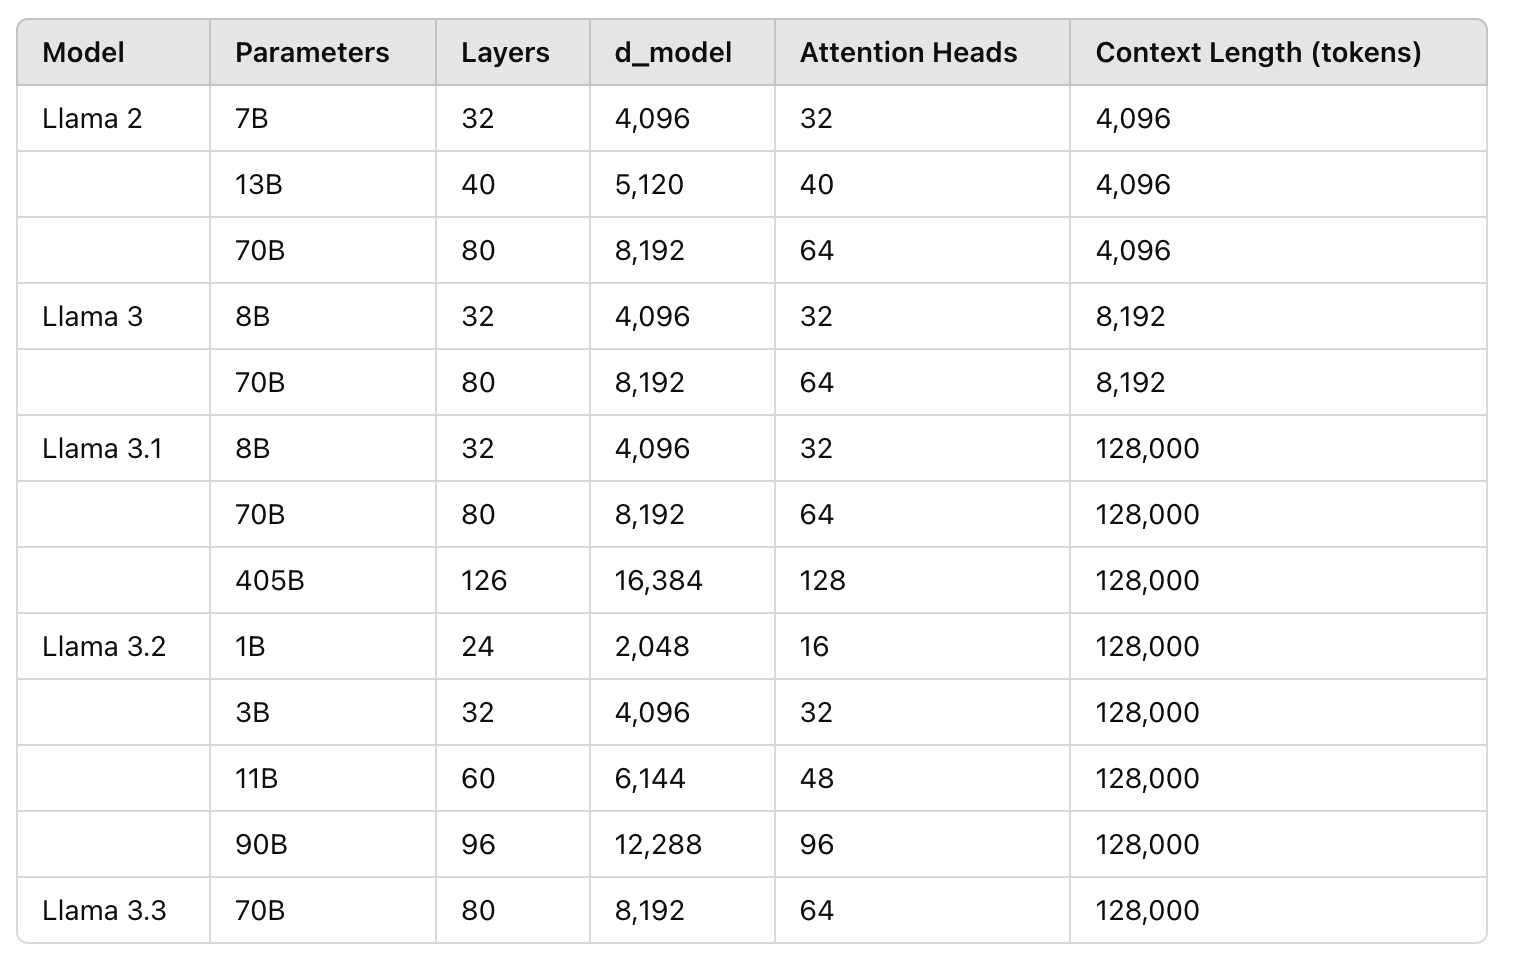 Model Parameters Layers d_model Attention Heads Context Length (tokens)
Llama 2 7B 32 4,096 32 4,096
13B 40 5,120 40 4,096
70B 80 8,192 64 4,096
Llama 3 8B 32 4,096 32 8,192
70B 80 8,192 64 8,192
Llama 3.1 8B 32 4,096 32 128,000
70B 80 8,192 64 128,000
405B 126 16,384 128 128,000
Llama 3.2 1B 24 2,048 16 128,000
3B 32 4,096 32 128,000
11B 60 6,144 48 128,000
90B 96 12,288 96 128,000
Llama 3.3 70B 80 8,192 64 128,000